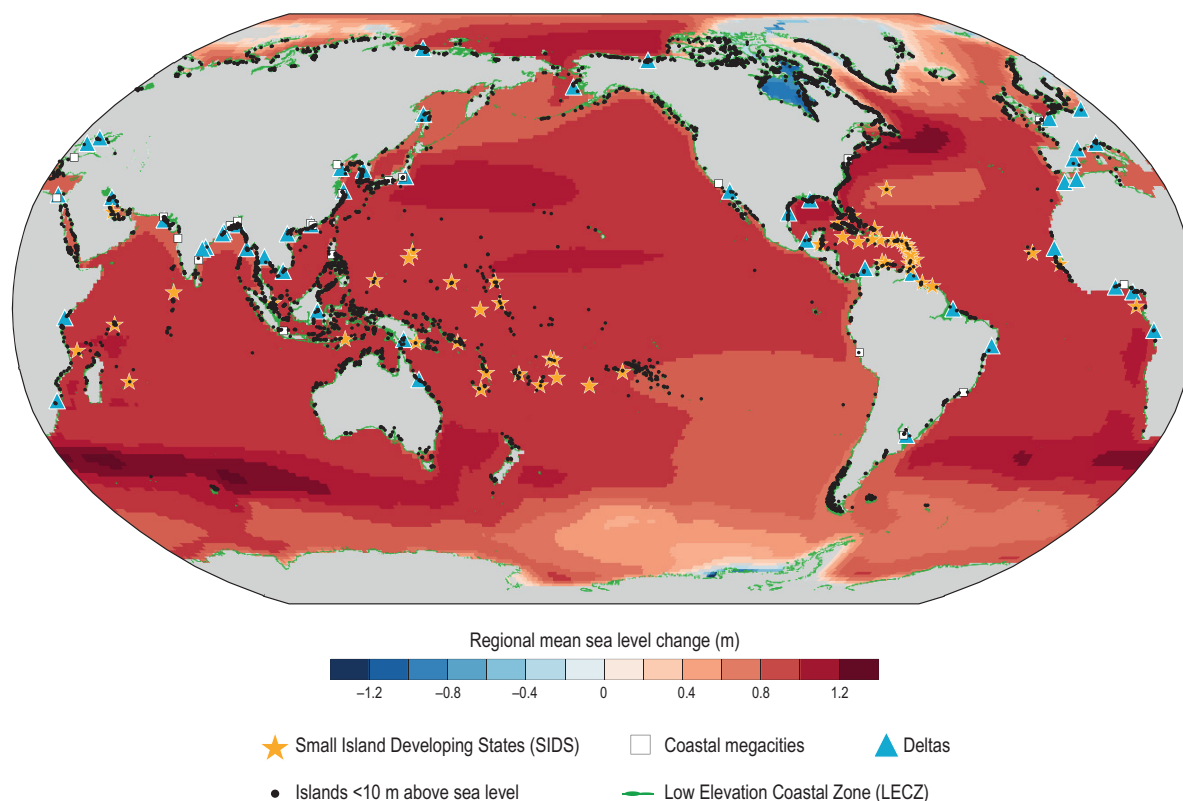 Regional mean sea level change (m)
–1.2 –0.8 –0.4 0 0.4 0.8 1.2
Small Island Developing States (SIDS) Coastal megacities Deltas
Islands <10 m above sea level Low Elevation Coastal Zone (LECZ)